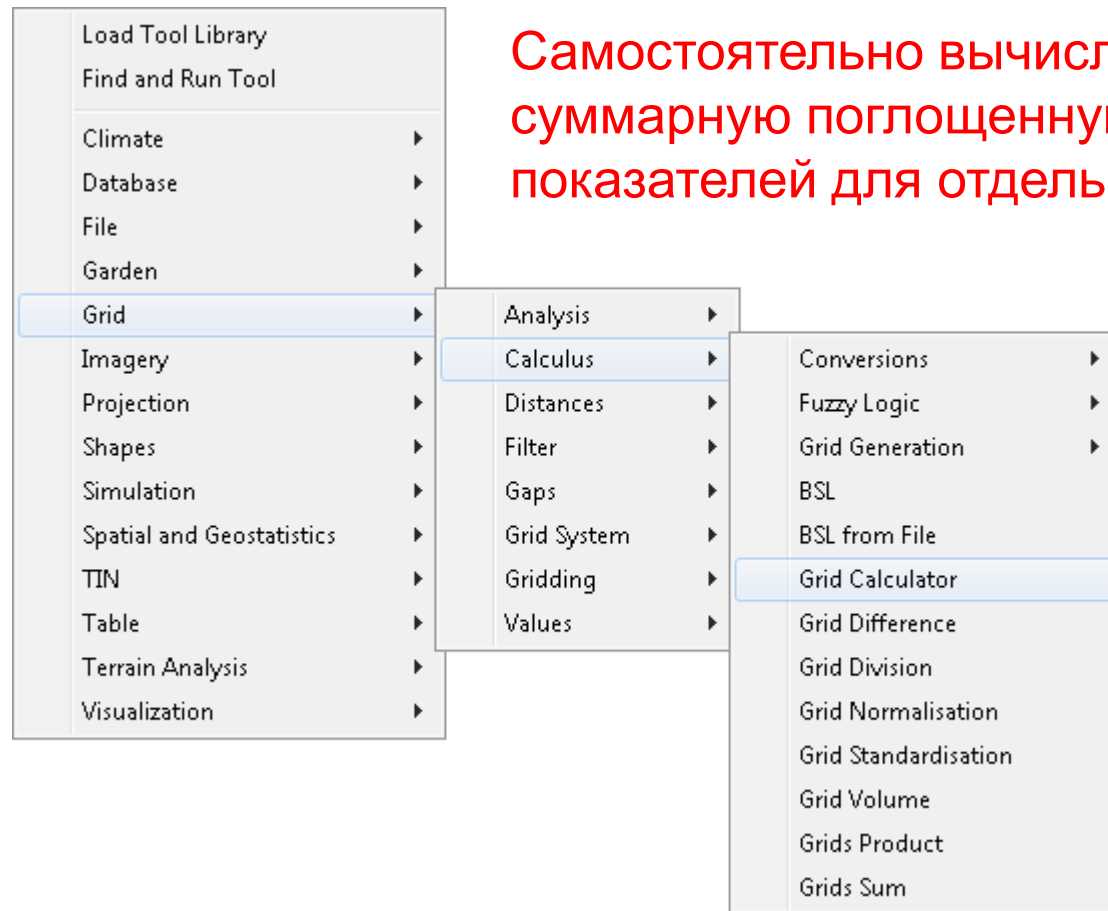 Load Tool Library
Find and Run Tool
Climate
Database
File
Garden
Grid
Imagery
Projection
Shapes
Simulation
Spatial and Geostatistics
TIN
Table
Terrain Analysis
Visualization
Самостоятельно
суммарную
показателей для
Analysis
Calculus
Distances
Filter
Gaps
Grid System
Gridding
Values
Conversions
Fuzzy Logic
Grid Generation
BSL
BSL from File
Grid Calculator
Grid Difference
Grid Division
Grid Normalisation
Grid Standardisation
Grid Volume
Grids Product
Grids Sum